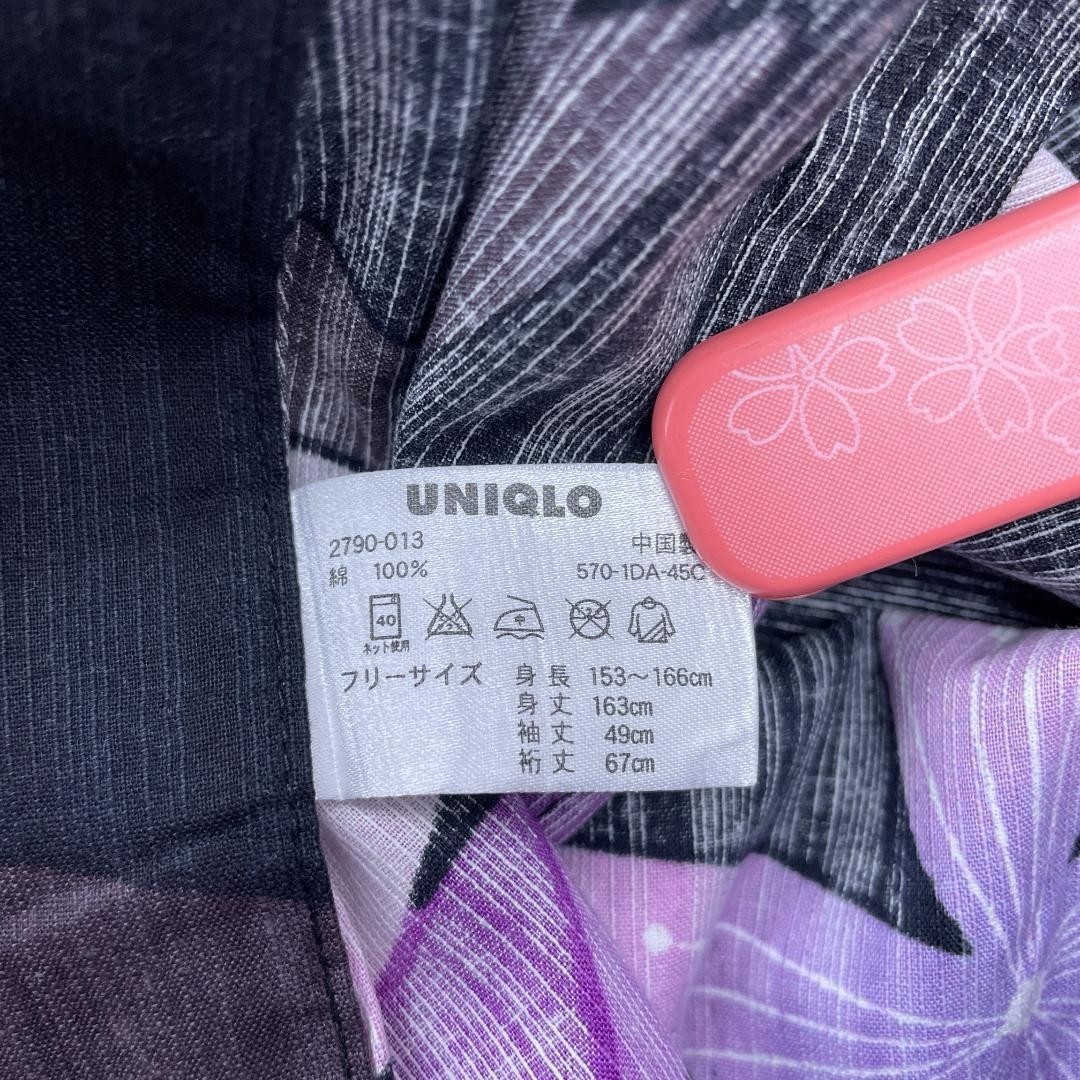 UNIQLO
2790-013 中国製
綿 100% 570-1DA-45C
40 中
ネット使用
フリーサイズ 身長 153～166cm
身丈 163cm
袖丈 49cm
裄丈 67cm